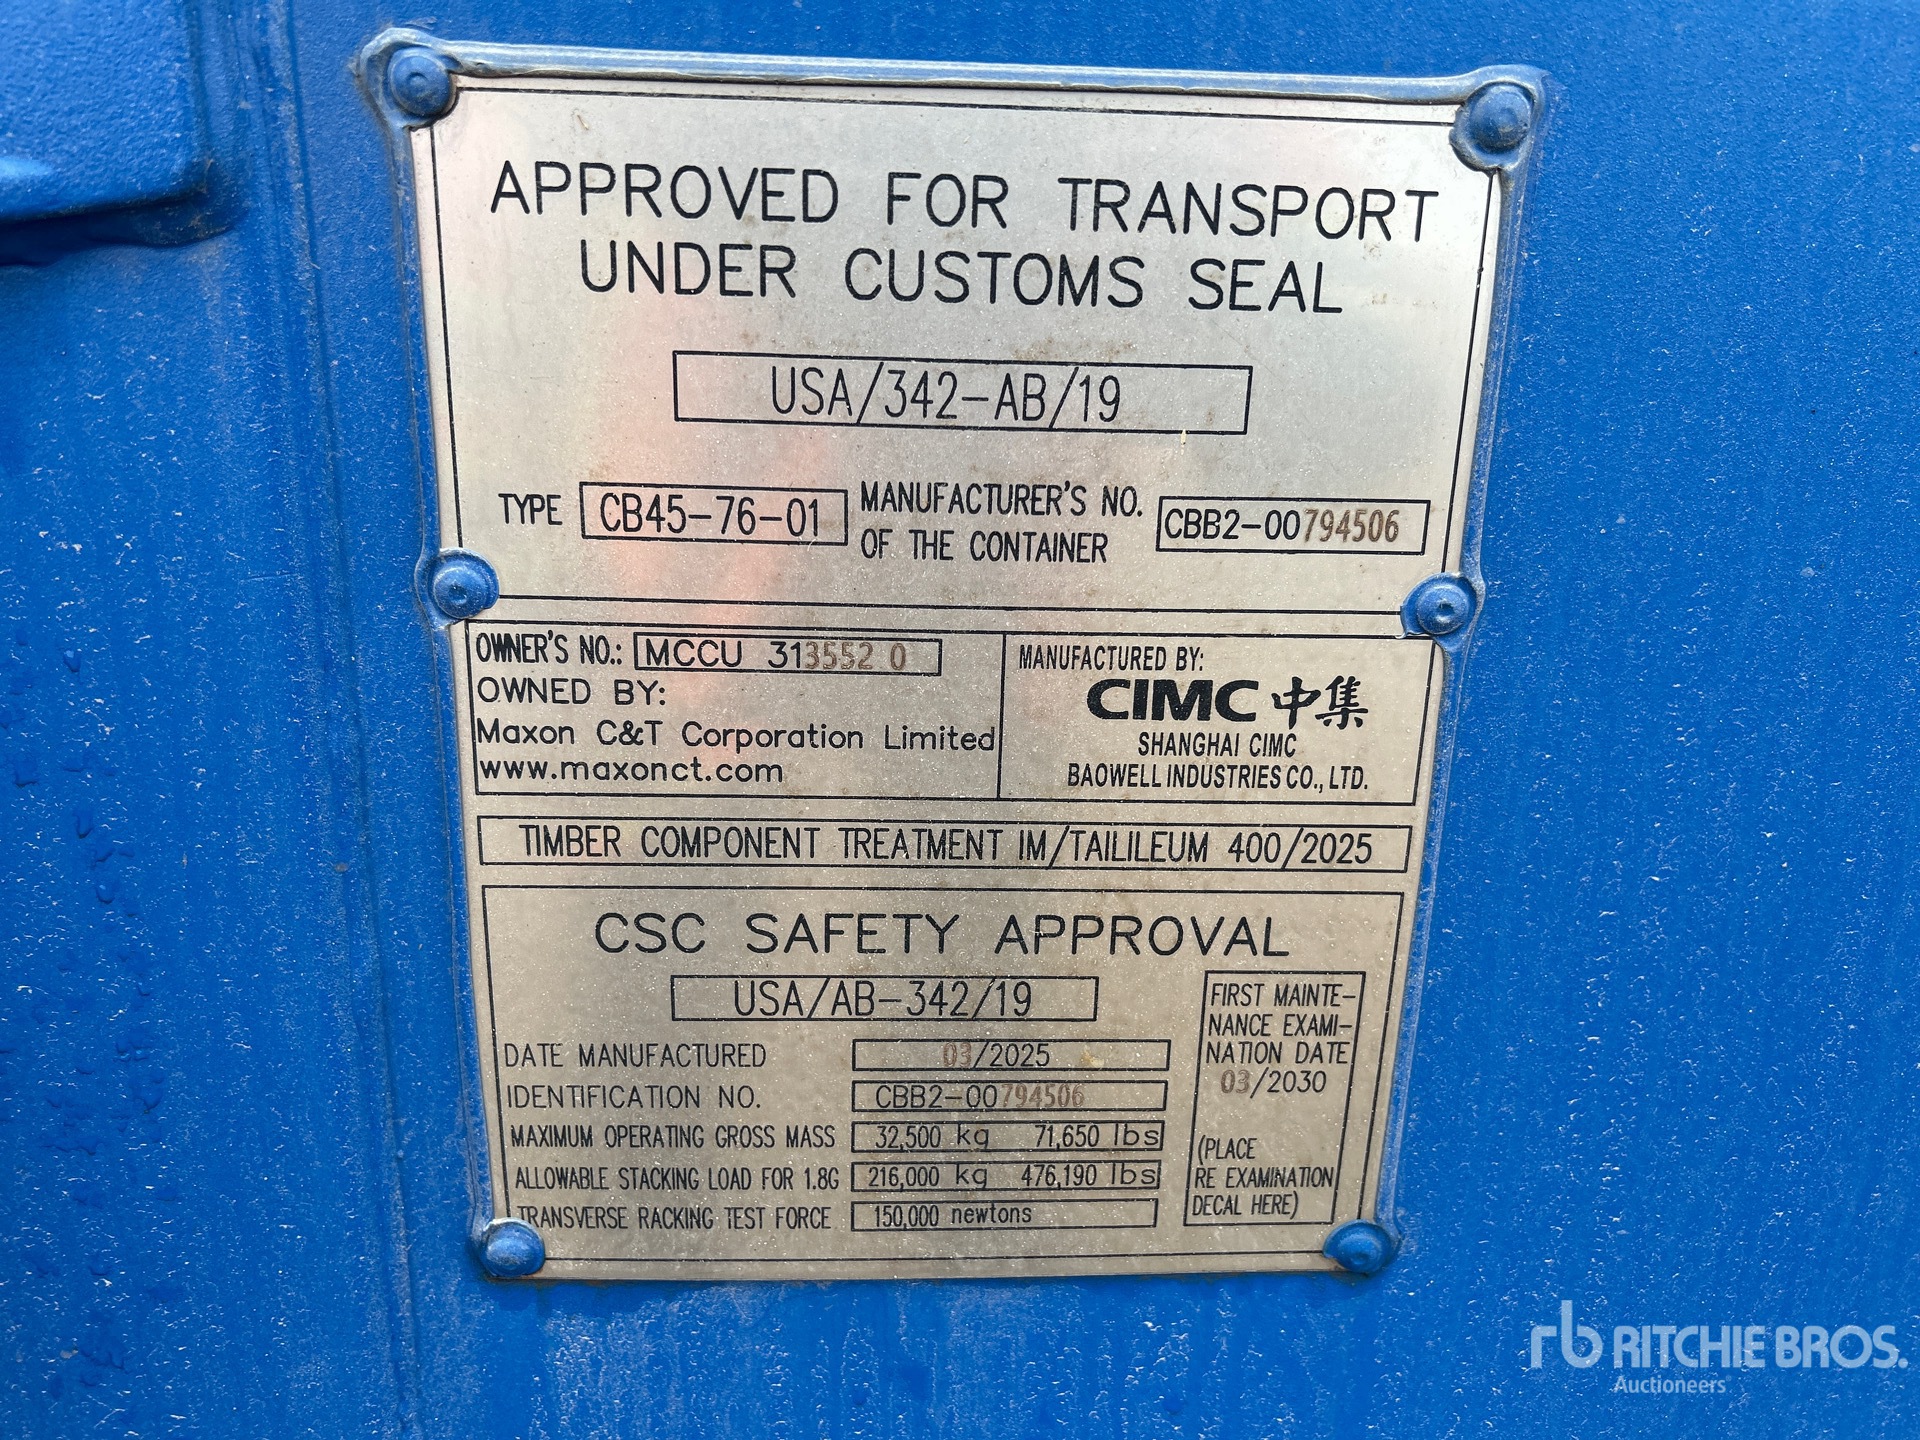 APPROVED FOR TRANSPORT
UNDER CUSTOMS SEAL
USA/342-AB/19
TYPE CB45-76-01 MANUFACTURER'S NO. OF THE CONTAINER CBB2-00794506
OWNER'S NO.: MCCU 313552 0
OWNED BY:
Maxon C&T Corporation Limited
www.maxonct.com
MANUFACTURED BY:
CIMC 中集
SHANGHAI CIMC
BAOWELL INDUSTRIES CO., LTD.
TIMBER COMPONENT TREATMENT IM/TAILILEUM 400/2025
CSC SAFETY APPROVAL
USA/AB-342/19
DATE MANUFACTURED 03/2025
IDENTIFICATION NO. CBB2-00794506
MAXIMUM OPERATING GROSS MASS 32,500 kg 71,650 lbs
ALLOWABLE STACKING LOAD FOR 1.8G 216,000 kg 476,190 lbs
TRANSVERSE RACKING TEST FORCE 150,000 newtons
FIRST MAINTE-
NANCE EXAMI-
NATION DATE
03/2030
(PLACE
RE EXAMINATION
DECAL HERE)
rb RITCHIE BROS.
Auctioneers